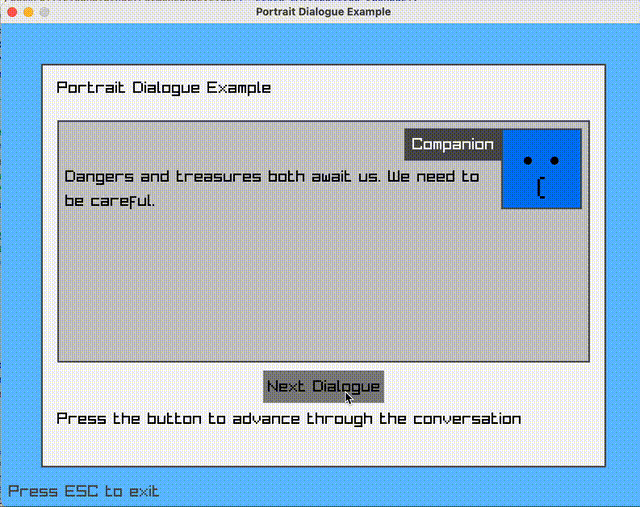 Portrait Dialogue Example
Portrait Dialogue Example
Companion
Dangers and treasures both await us. We need to
be careful.
Next Dialogue
Press the button to advance through the conversation
Press ESC to exit